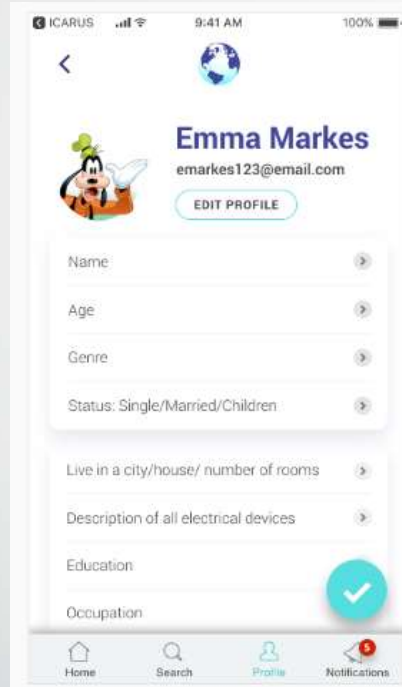 ICARUS 9:41 AM 100%
Emma Markes
emarkes123@email.com
EDIT PROFILE
Name
Age
Genre
Status: Single/Married/Children
Live in a city/house/ number of rooms
Description of all electrical devices
Education
Occupation
5
Home Search Profile Notifications